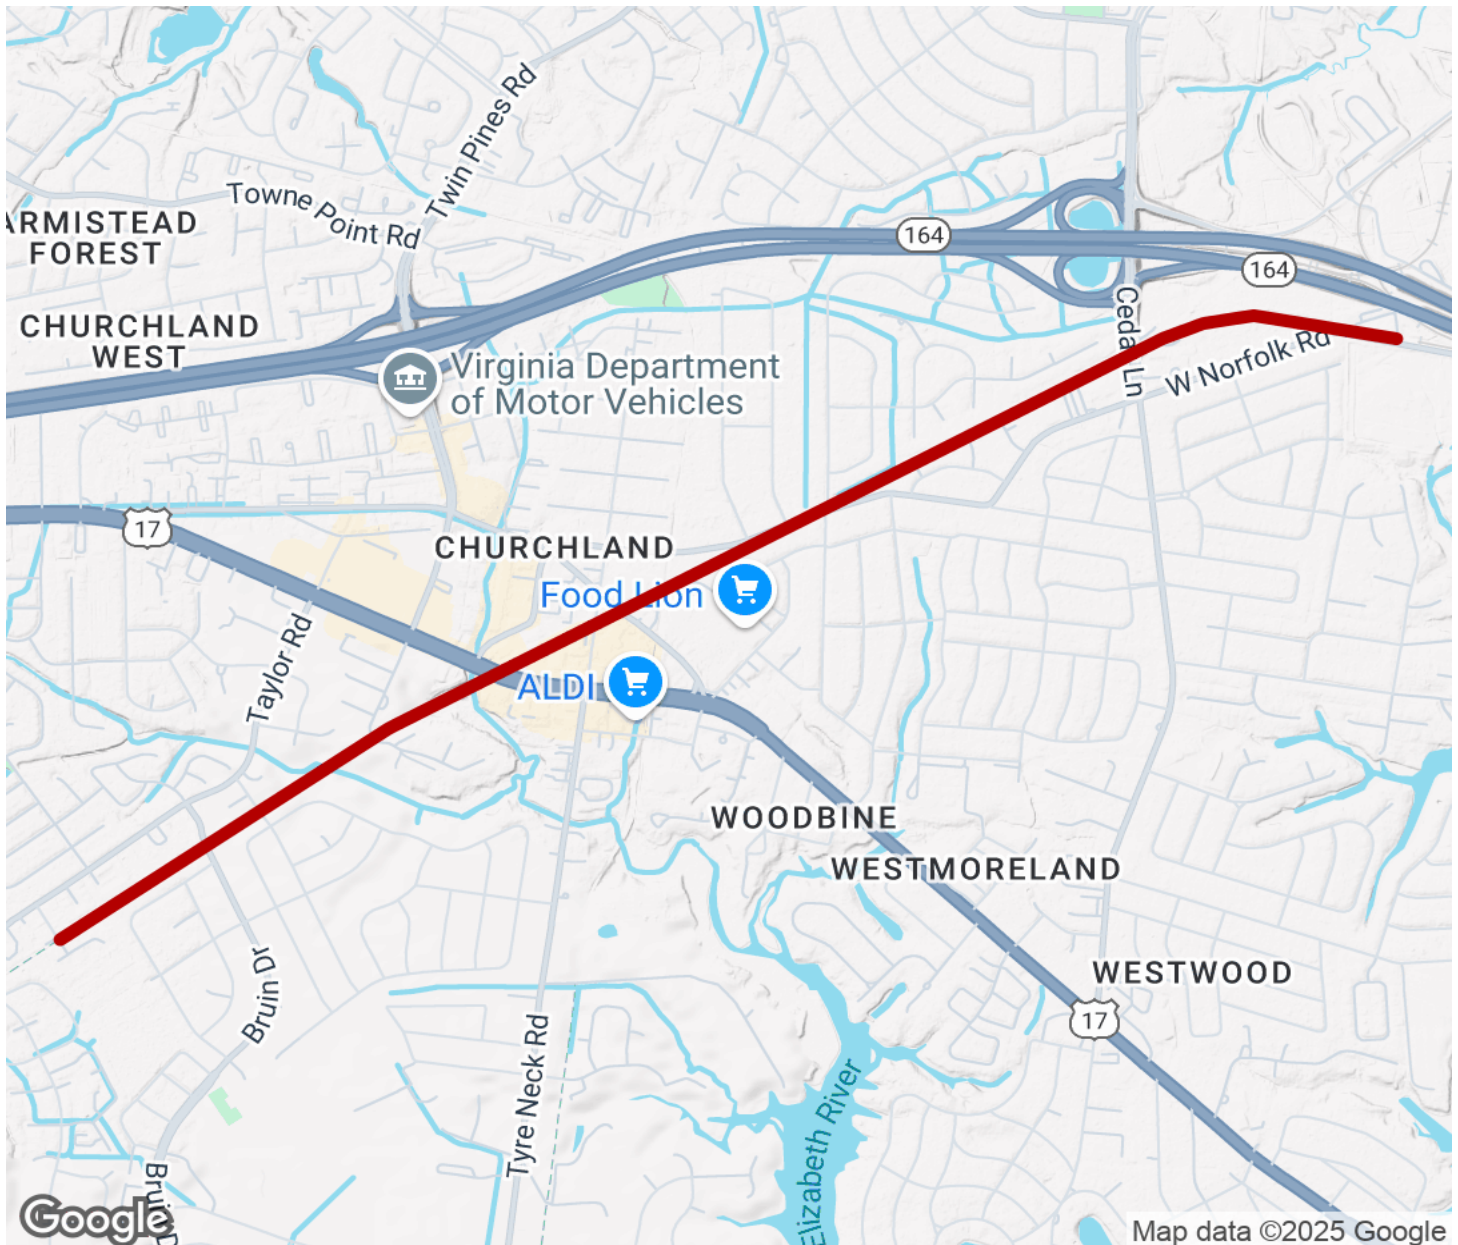 Twin Pines Rd
Towne Point Rd
ARMISTEAD
FOREST
164
164
CHURCHLAND
WEST
Cedar Ln
W Norfolk Rd
Virginia Department
of Motor Vehicles
17
CHURCHLAND
Food Lion
Taylor Rd
ALDI
WOODBINE
WESTMORELAND
Bruin Dr
WESTWOOD
17
Tyre Neck Rd
Elizabeth River
Bruin D
Google
Map data ©2025 Google